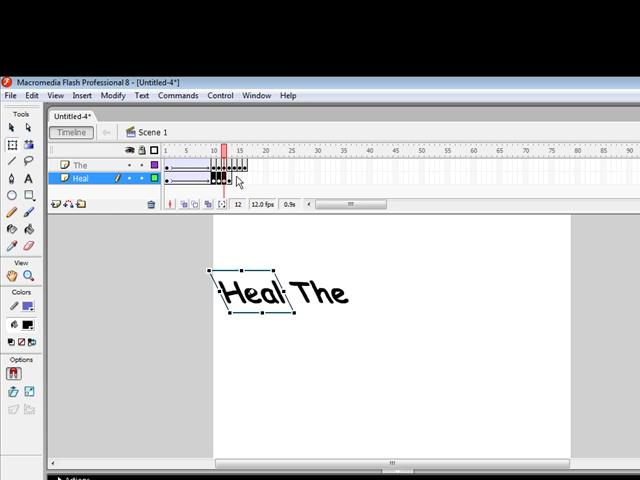 Macromedia Flash Professional 8 - [Untitled-4*]
File Edit View Insert Modify Text Commands Control Window Help
Tools
Untitled-4*
Timeline Scene 1
1 5 10 15 20 25 30 35 40 45 50 55 60 65 70 75 80 85 90
The
Heal
12 12.0 fps 0.9s
View
Colors
Options
Heal The
Actions